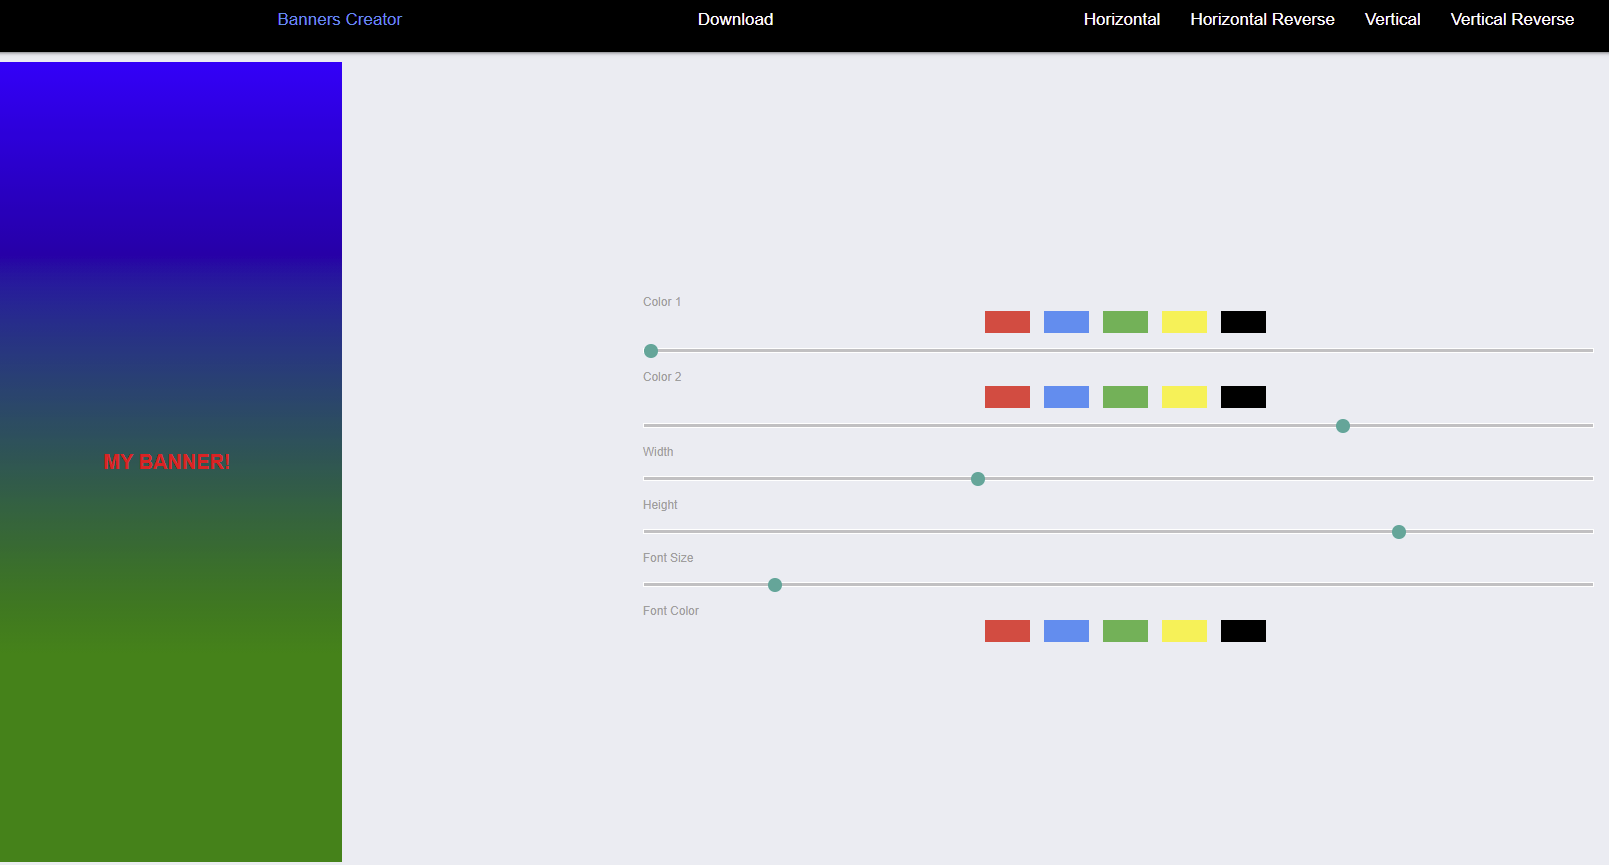 Banners Creator Download Horizontal Horizontal Reverse Vertical Vertical Reverse
MY BANNER!
Color 1
Color 2
Width
Height
Font Size
Font Color